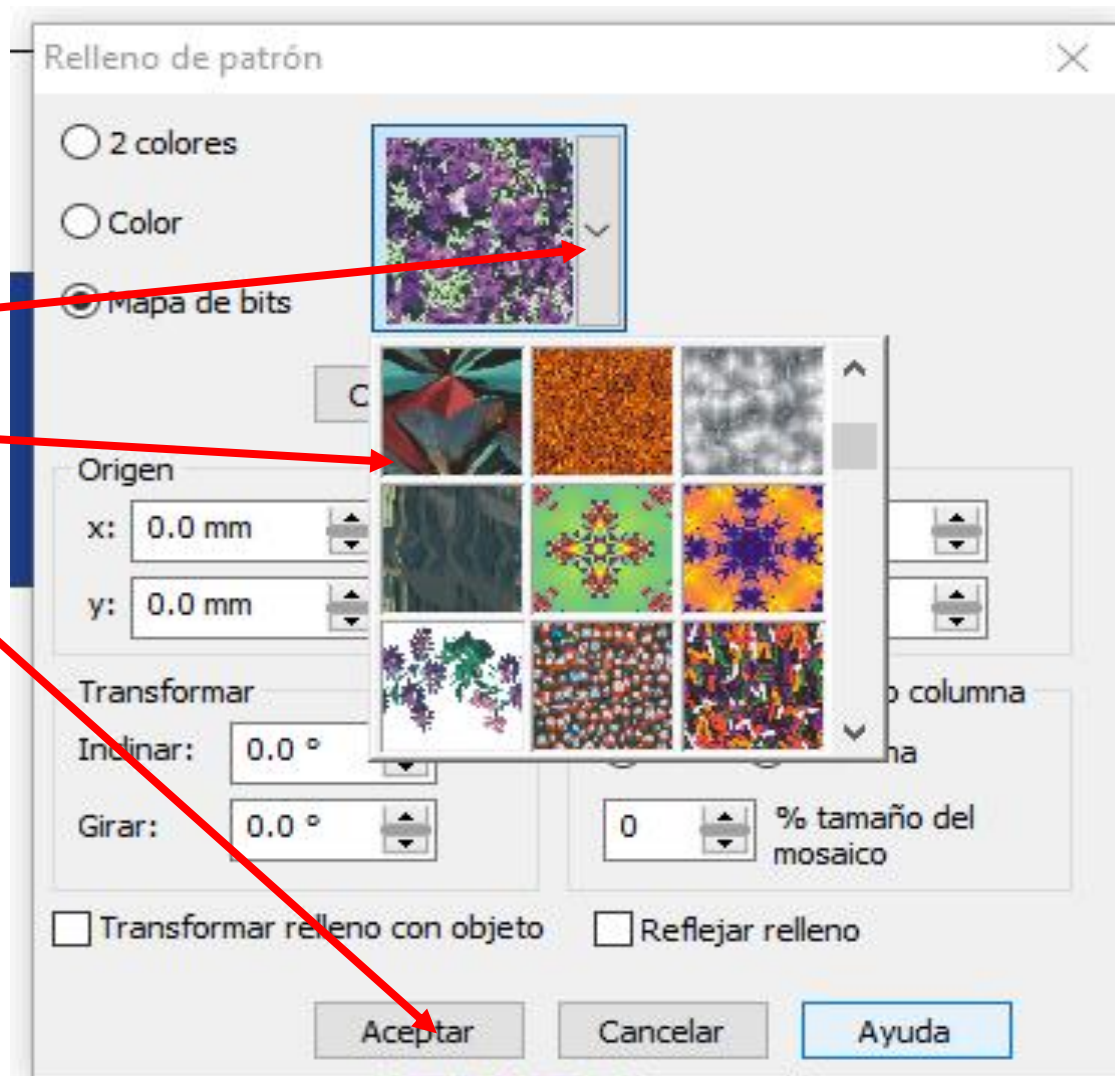 Relleno de patrón
2 colores
Color
Mapa de bits
Origen
x: 0.0 mm
y: 0.0 mm
Transformar
columna
Inclinar: 0.0 °
Girar: 0.0 °
0 % tamaño del
mosaico
Transformar relleno con objeto
Reflejar relleno
Aceptar
Cancelar
Ayuda